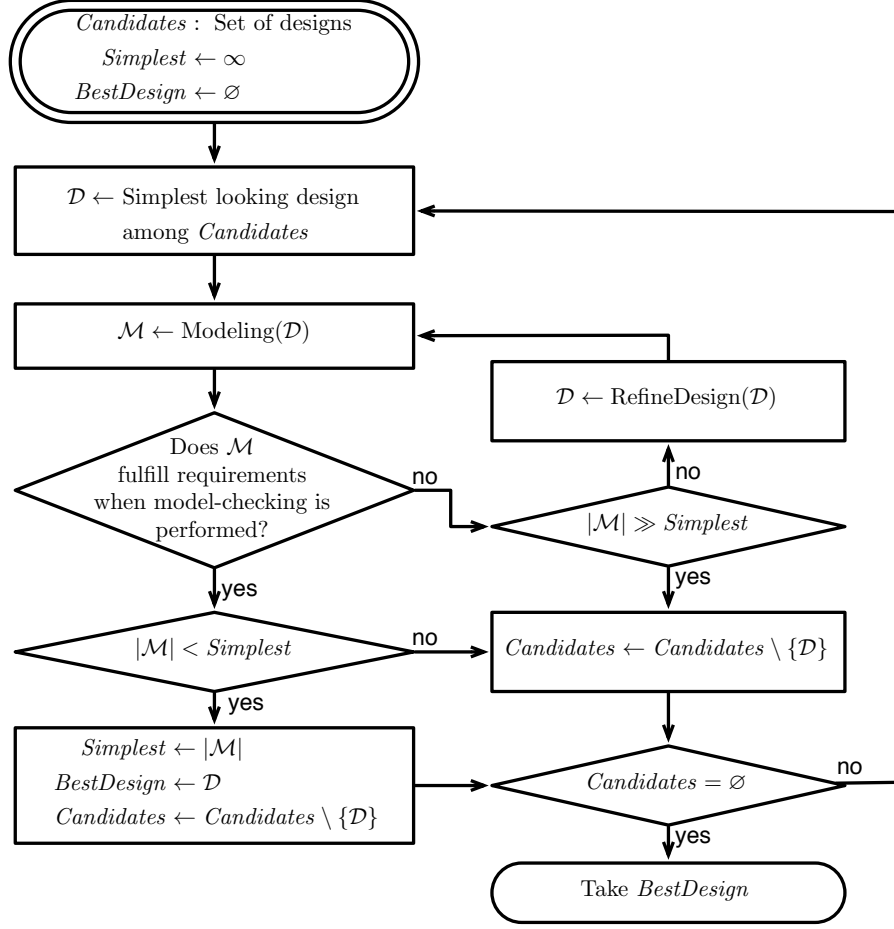 Candidates : Set of designs
Simplest ← ∞
BestDesign ← ∅
𝒟 ← Simplest looking design
among Candidates
ℳ ← Modeling(𝒟)
𝒟 ← RefineDesign(𝒟)
Does ℳ
fulfill requirements
when model-checking is
performed?
no
no
|ℳ| ≫ Simplest
yes
yes
|ℳ| < Simplest
no
Candidates ← Candidates \ {𝒟}
yes
Simplest ← |ℳ|
BestDesign ← 𝒟
Candidates ← Candidates \ {𝒟}
Candidates = ∅
no
yes
Take BestDesign